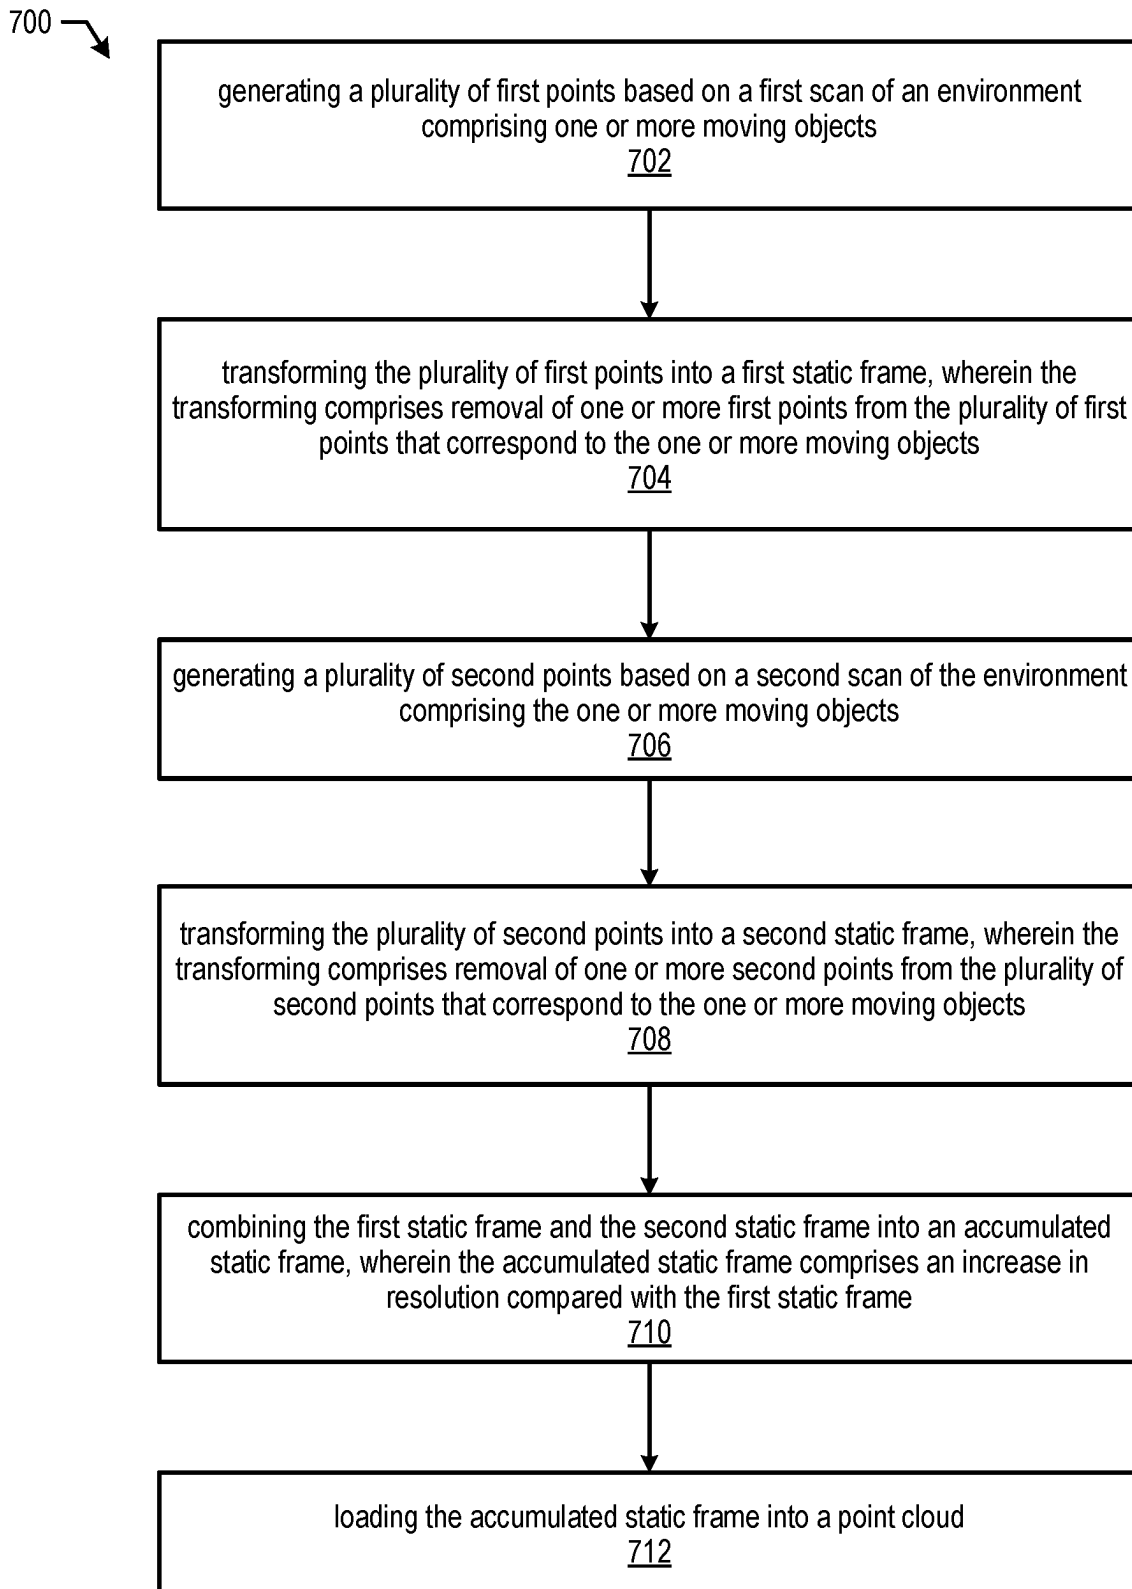 700
generating a plurality of first points based on a first scan of an environment
comprising one or more moving objects
702
transforming the plurality of first points into a first static frame, wherein the
transforming comprises removal of one or more first points from the plurality of first
points that correspond to the one or more moving objects
704
generating a plurality of second points based on a second scan of the environment
comprising the one or more moving objects
706
transforming the plurality of second points into a second static frame, wherein the
transforming comprises removal of one or more second points from the plurality of
second points that correspond to the one or more moving objects
708
combining the first static frame and the second static frame into an accumulated
static frame, wherein the accumulated static frame comprises an increase in
resolution compared with the first static frame
710
loading the accumulated static frame into a point cloud
712